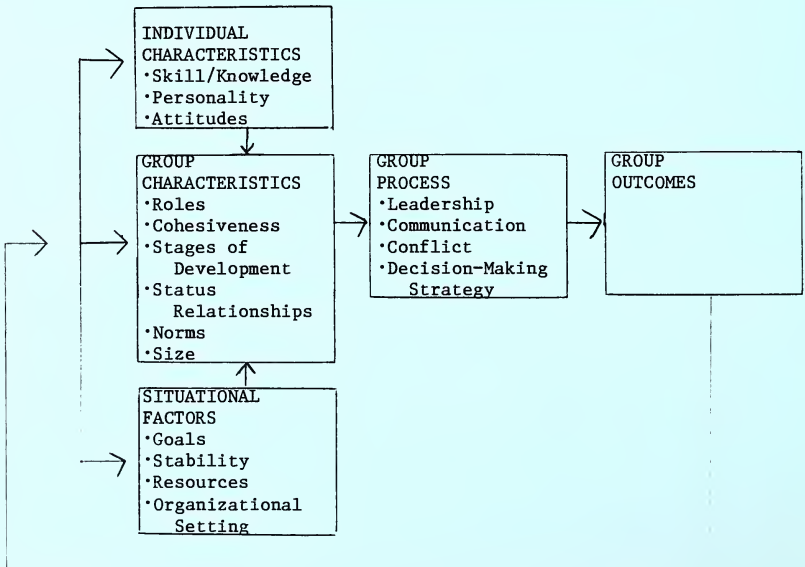 INDIVIDUAL
CHARACTERISTICS
·Skill/Knowledge
·Personality
·Attitudes
GROUP
CHARACTERISTICS
·Roles
·Cohesiveness
·Stages of
Development
·Status
Relationships
·Norms
·Size
GROUP
PROCESS
·Leadership
·Communication
·Conflict
·Decision-Making
Strategy
GROUP
OUTCOMES
SITUATIONAL
FACTORS
·Goals
·Stability
·Resources
·Organizational
Setting